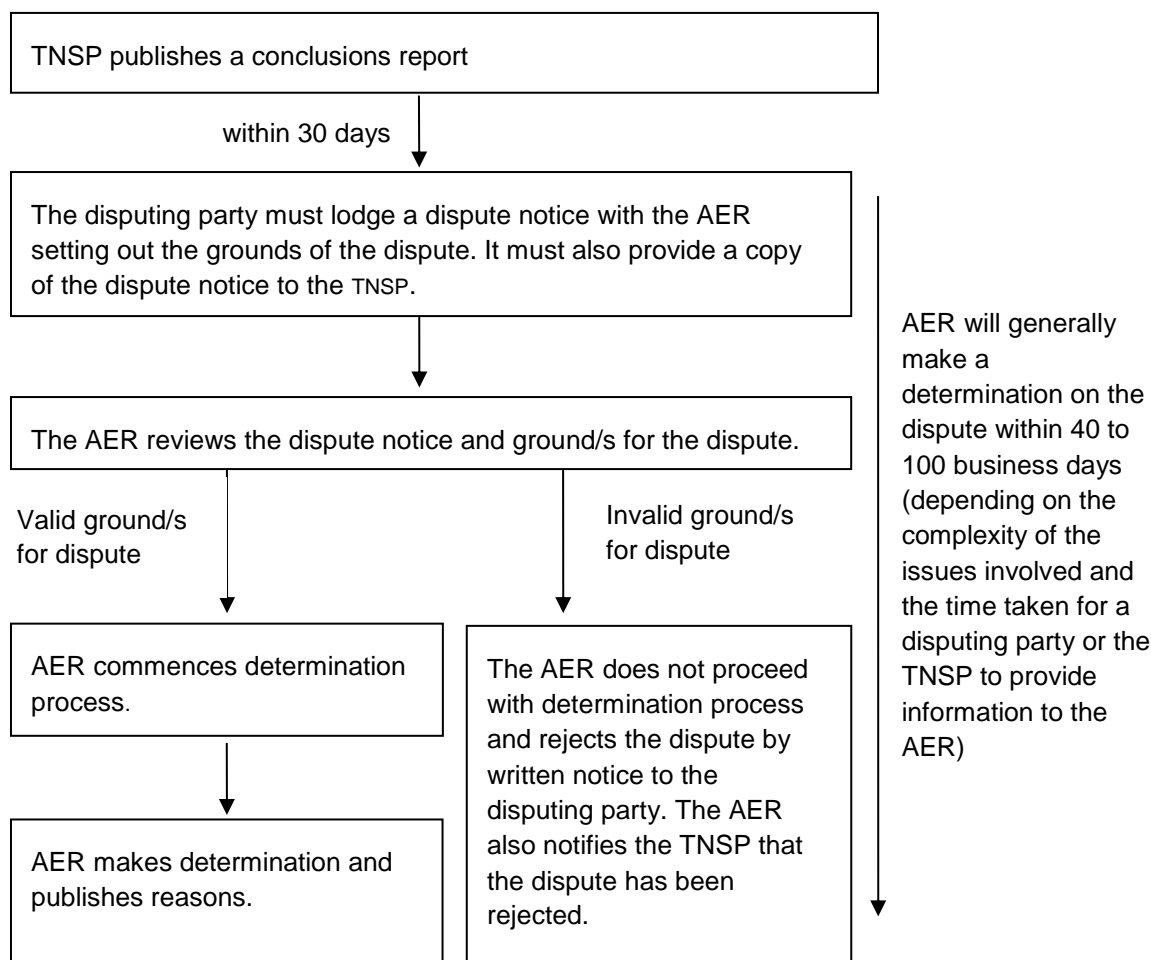 TNSP publishes a conclusions report
within 30 days
The disputing party must lodge a dispute notice with the AER
setting out the grounds of the dispute. It must also provide a copy
of the dispute notice to the TNSP.
The AER reviews the dispute notice and ground/s for the dispute.
Valid ground/s
for dispute
Invalid ground/s
for dispute
AER commences determination
process.
AER makes determination and
publishes reasons.
The AER does not proceed
with determination process
and rejects the dispute by
written notice to the
disputing party. The AER
also notifies the TNSP that
the dispute has been
rejected.
AER will generally
make a
determination on the
dispute within 40 to
100 business days
(depending on the
complexity of the
issues involved and
the time taken for a
disputing party or the
TNSP to provide
information to the
AER)